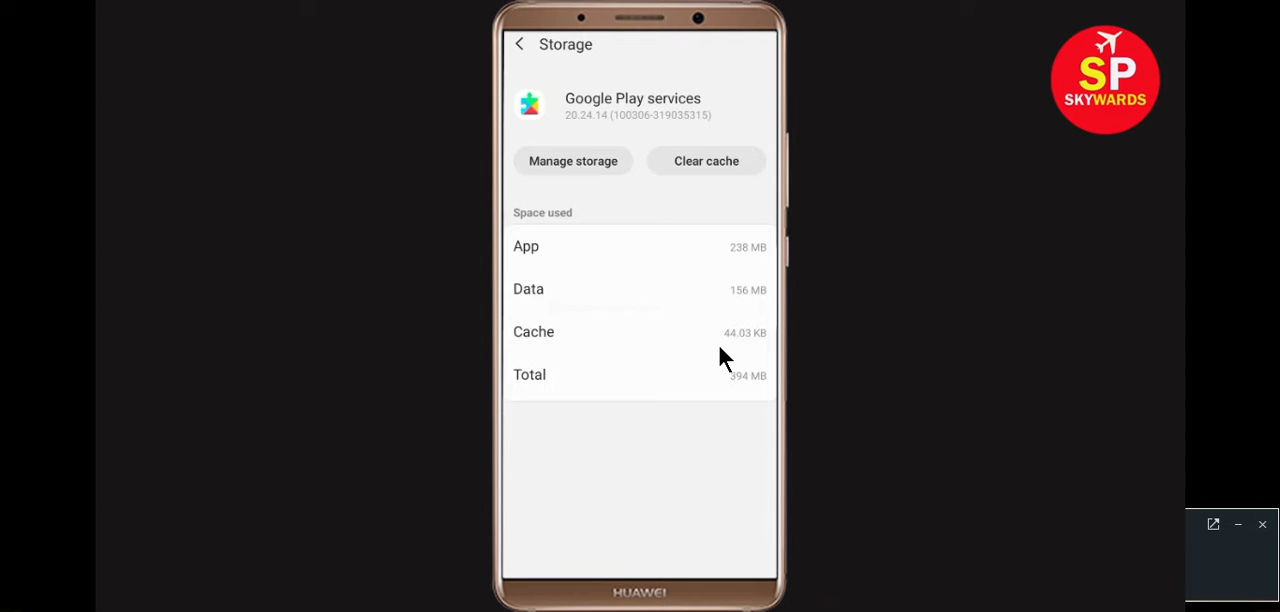 Storage
Google Play services
20.24.14 (100306-319035315)
Manage storage
Clear cache
Space used
App
238 MB
Data
156 MB
Cache
44.03 KB
Total
394 MB
HUAWEI
SP
SKYWARDS